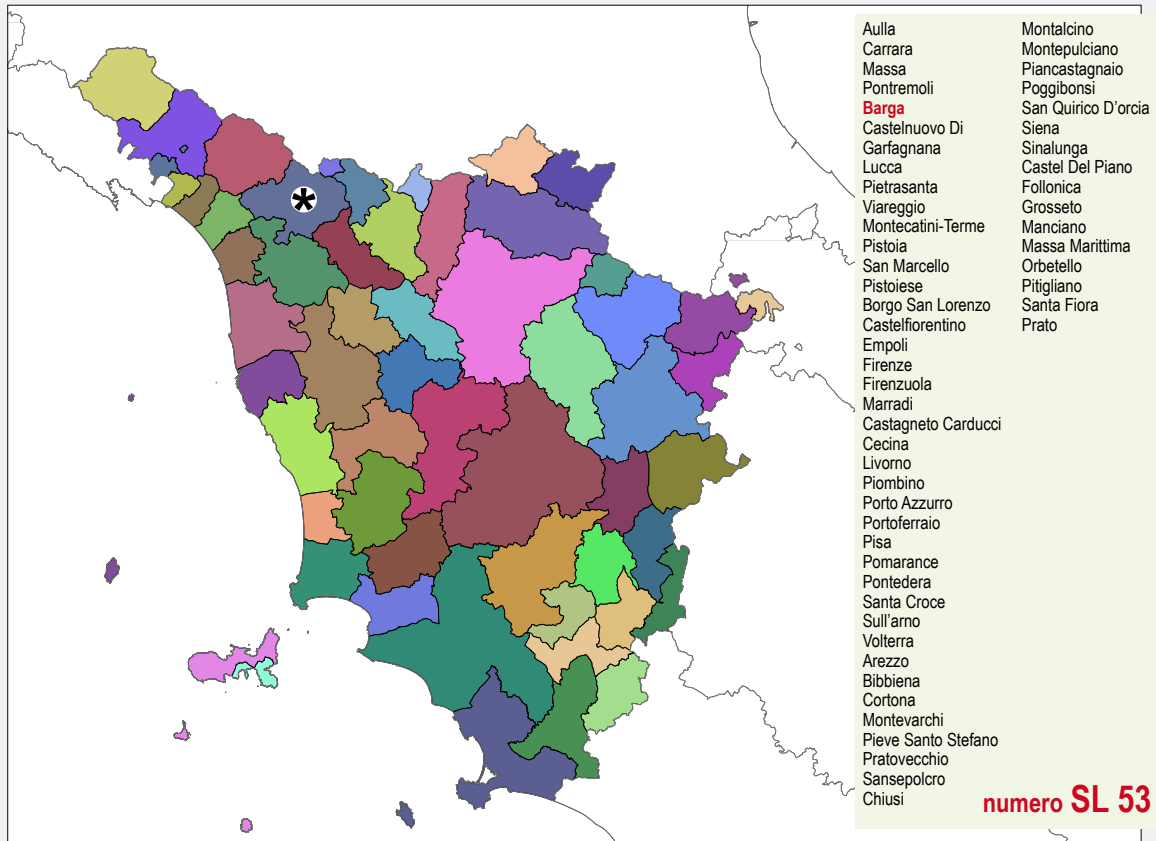 Aulla
Carrara
Massa
Pontremoli
Barga
Castelnuovo Di
Garfagnana
Lucca
Pietrasanta
Viareggio
Montecatini-Terme
Pistoia
San Marcello
Pistoiese
Borgo San Lorenzo
Castelfiorentino
Empoli
Firenze
Firenzuola
Marradi
Castagneto Carducci
Cecina
Livorno
Piombino
Porto Azzurro
Portoferraio
Pisa
Pomarance
Pontedera
Santa Croce
Sull'arno
Volterra
Arezzo
Bibbiena
Cortona
Montevarchi
Pieve Santo Stefano
Pratovecchio
Sansepolcro
Chiusi
Montalcino
Montepulciano
Piancastagnaio
Poggibonsi
San Quirico D'orcia
Siena
Sinalunga
Castel Del Piano
Follonica
Grosseto
Manciano
Massa Marittima
Orbetello
Pitigliano
Santa Fiora
Prato
numero SL 53
*